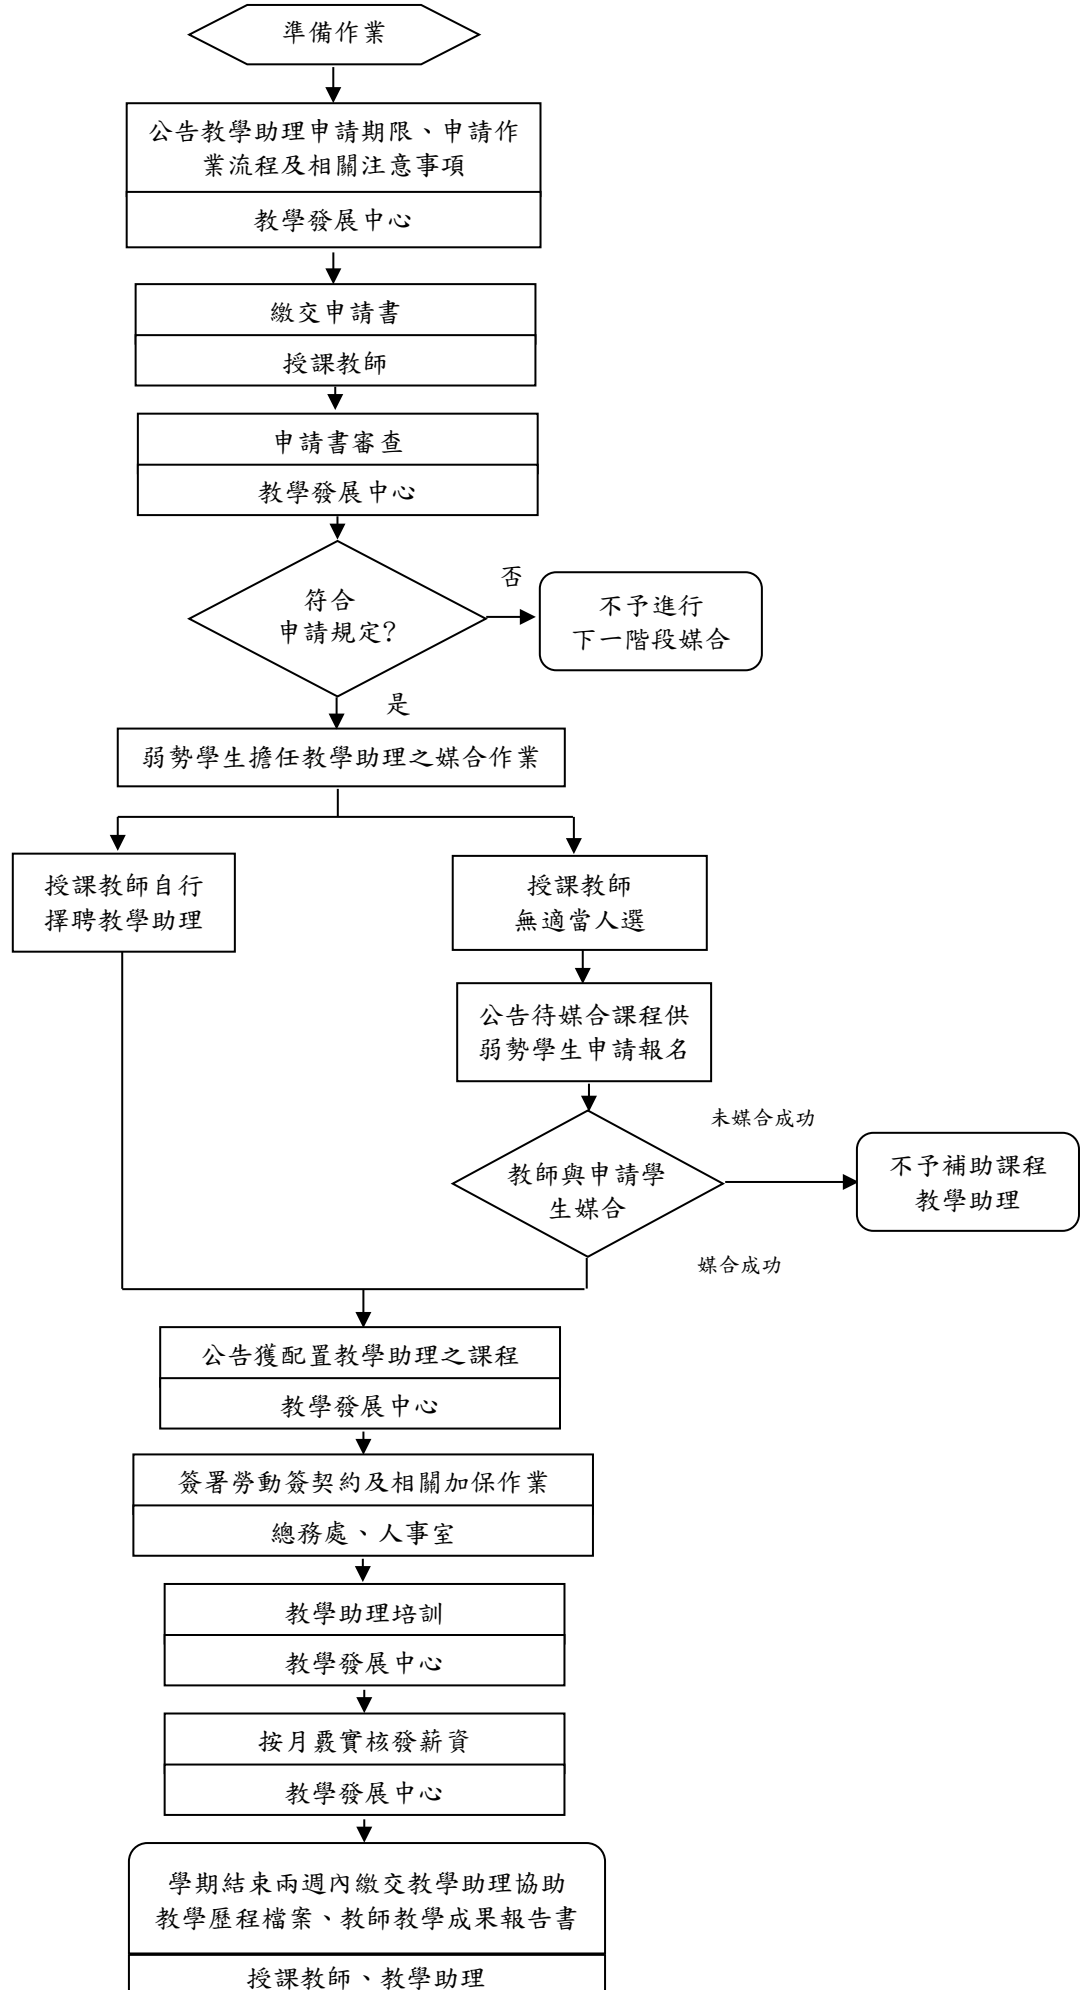 準備作業
公告教學助理申請期限、申請作
業流程及相關注意事項
教學發展中心
繳交申請書
授課教師
申請書審查
教學發展中心
符合
申請規定?
否
不予進行
下一階段媒合
是
弱勢學生擔任教學助理之媒合作業
授課教師自行
擇聘教學助理
授課教師
無適當人選
公告待媒合課程供
弱勢學生申請報名
未媒合成功
教師與申請學
生媒合
不予補助課程
教學助理
媒合成功
公告獲配置教學助理之課程
教學發展中心
簽署勞動簽契約及相關加保作業
總務處、人事室
教學助理培訓
教學發展中心
按月覈實核發薪資
教學發展中心
學期結束兩週內繳交教學助理協助
教學歷程檔案、教師教學成果報告書
授課教師、教學助理